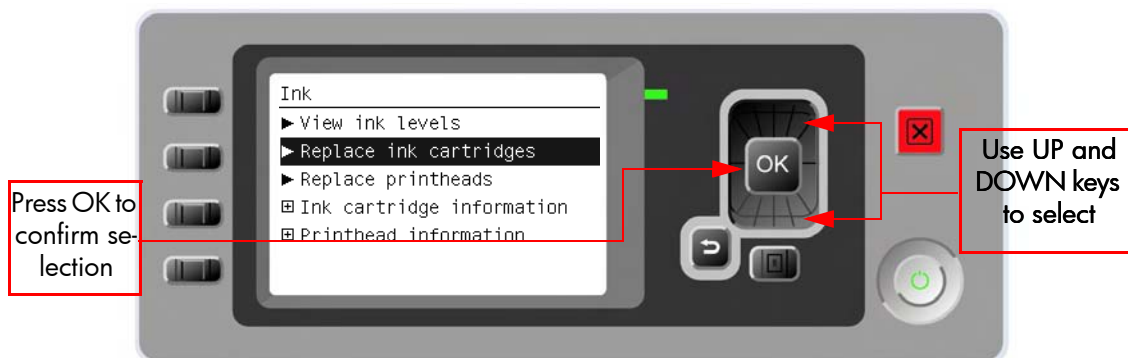 Ink
View ink levels
Replace ink cartridges
Replace printheads
Ink cartridge information
Printhead information
OK
Press OK to
confirm se-
lection
Use UP and
DOWN keys
to select